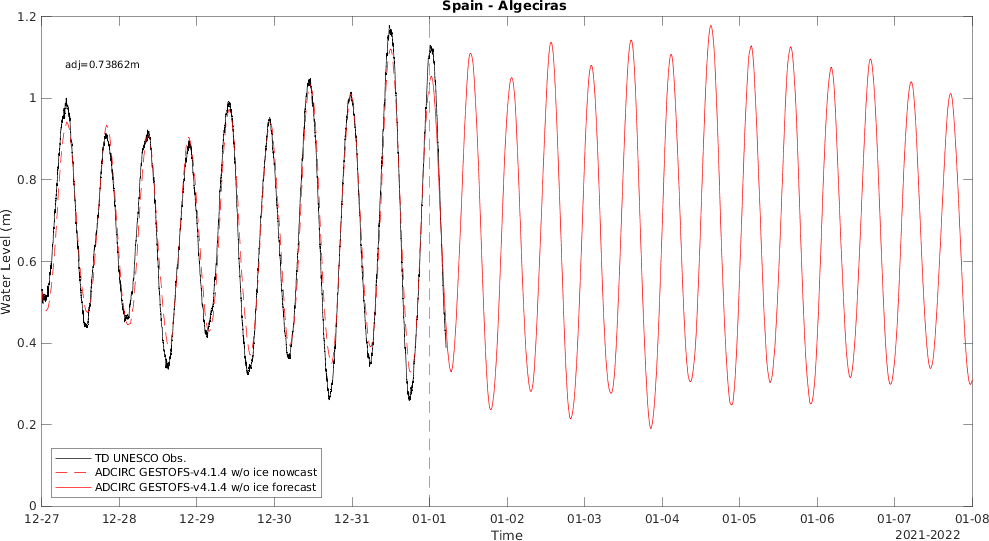 Spain - Algeciras
1.2
1
0.8
0.6
0.4
0.2
0
Water Level (m)
adj=0.73862m
TD UNESCO Obs.
ADCIRC GESTOFS-v4.1.4 w/o ice nowcast
ADCIRC GESTOFS-v4.1.4 w/o ice forecast
12-27 12-28 12-29 12-30 12-31 01-01 01-02 01-03 01-04 01-05 01-06 01-07 01-08
Time
2021-2022